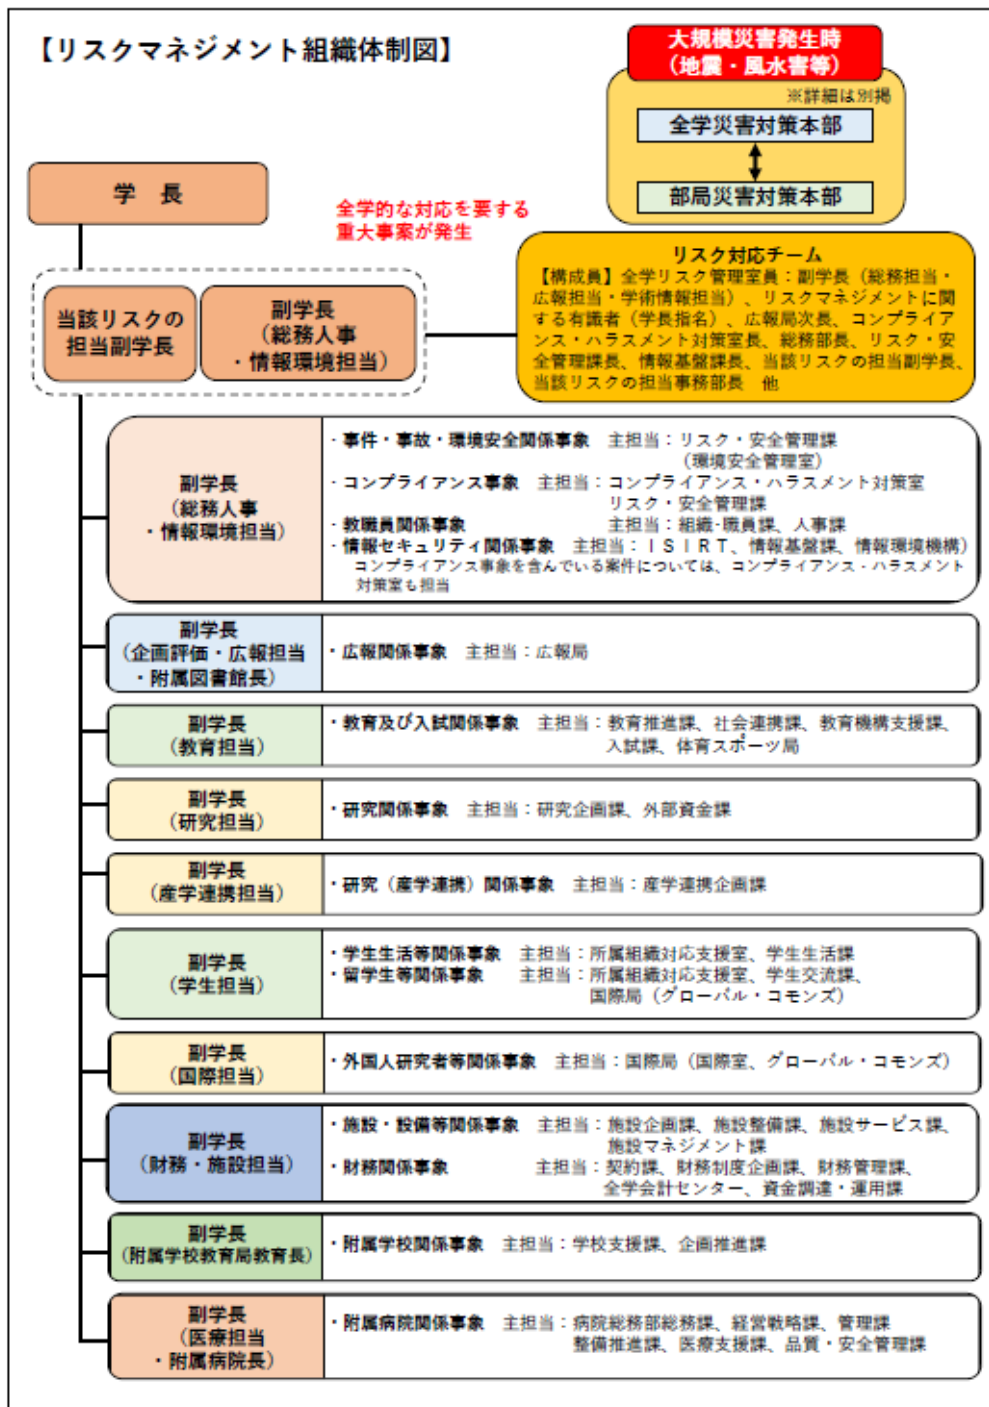 【リスクマネジメント組織体制図】
大規模災害発生時
（地震・風水害等）
※詳細は別掲
全学災害対策本部
部局災害対策本部
学　長
全学的な対応を要する
重大事案が発生
当該リスクの
担当副学長
副学長
（総務人事
・情報環境担当）
リスク対応チーム
【構成員】全学リスク管理室員：副学長（総務担当・
広報担当・学術情報担当）、リスクマネジメントに関
する有識者（学長指名）、広報局次長、コンプライア
ンス・ハラスメント対策室長、総務部長、リスク・安
全管理課長、情報基盤課長、当該リスクの担当副学長、
当該リスクの担当事務部長　他
副学長
（総務人事
・情報環境担当）
・事件・事故・環境安全関係事象　主担当：リスク・安全管理課
（環境安全管理室）
・コンプライアンス事象　主担当：コンプライアンス・ハラスメント対策室
リスク・安全管理課
・教職員関係事象　主担当：組織・職員課、人事課
・情報セキュリティ関係事象　主担当：ＩＳＩＲＴ、情報基盤課、情報環境機構）
コンプライアンス事象を含んでいる案件については、コンプライアンス・ハラスメント
対策室も担当
副学長
（企画評価・広報担当
・附属図書館長）
・広報関係事象　主担当：広報局
副学長
（教育担当）
・教育及び入試関係事象　主担当：教育推進課、社会連携課、教育機構支援課、
入試課、体育スポーツ局
副学長
（研究担当）
・研究関係事象　主担当：研究企画課、外部資金課
副学長
（産学連携担当）
・研究（産学連携）関係事象　主担当：産学連携企画課
副学長
（学生担当）
・学生生活等関係事象　主担当：所属組織対応支援室、学生生活課
・留学生等関係事象　主担当：所属組織対応支援室、学生交流課、
国際局（グローバル・コモンズ）
副学長
（国際担当）
・外国人研究者等関係事象　主担当：国際局（国際室、グローバル・コモンズ）
副学長
（財務・施設担当）
・施設・設備等関係事象　主担当：施設企画課、施設整備課、施設サービス課、
施設マネジメント課
・財務関係事象　主担当：契約課、財務制度企画課、財務管理課、
全学会計センター、資金調達・運用課
副学長
（附属学校教育局教育長）
・附属学校関係事象　主担当：学校支援課、企画推進課
副学長
（医療担当
・附属病院長）
・附属病院関係事象　主担当：病院総務部総務課、経営戦略課、管理課
整備推進課、医療支援課、品質・安全管理課